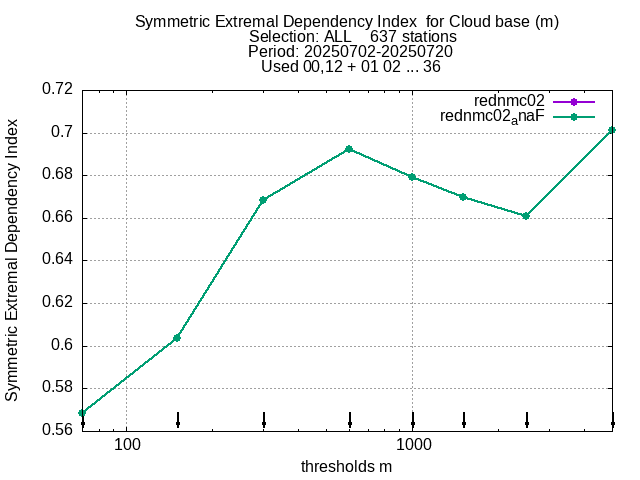 Symmetric Extremal Dependency Index  for Cloud base (m)
Selection: ALL    637 stations
Period: 20250702-20250720
Used 00,12 + 01 02 ... 36
rednmc02
rednmc02anaF
Symmetric Extremal Dependency Index
0.72
0.7
0.68
0.66
0.64
0.62
0.6
0.58
0.56
100
1000
thresholds m